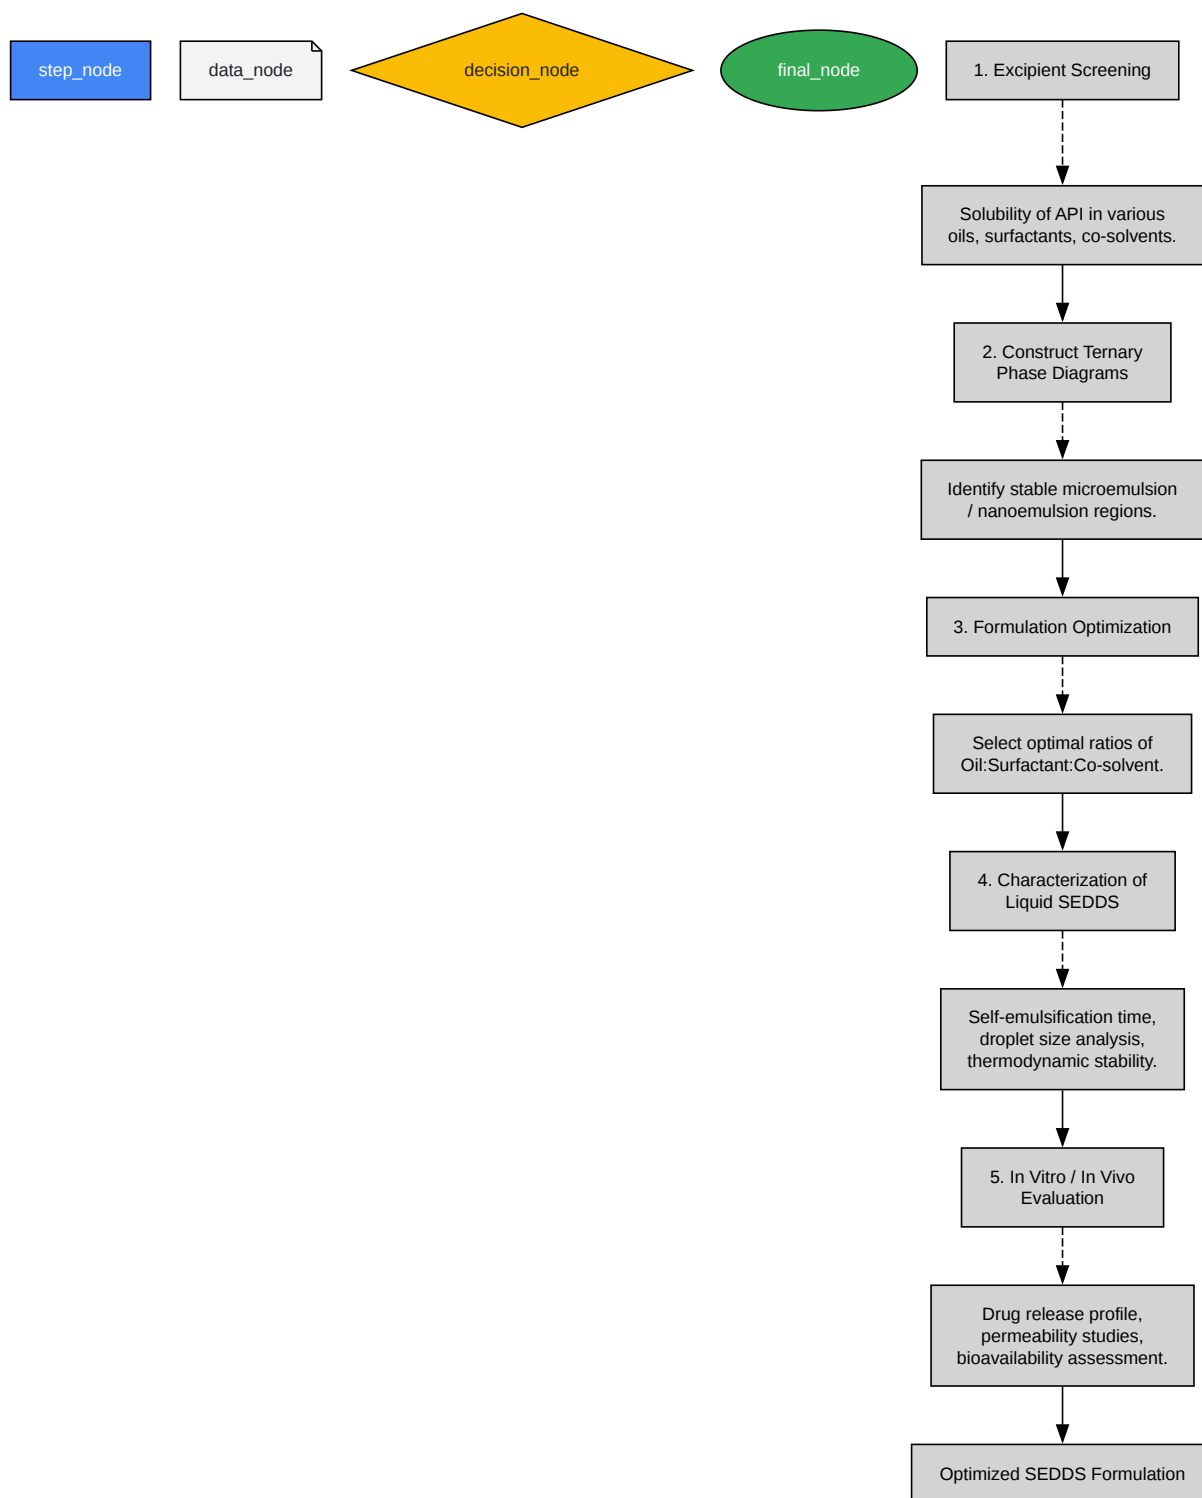 step_node
data_node
decision_node
final_node
1. Excipient Screening
Solubility of API in various
oils, surfactants, co-solvents.
2. Construct Ternary
Phase Diagrams
Identify stable microemulsion
/ nanoemulsion regions.
3. Formulation Optimization
Select optimal ratios of
Oil:Surfactant:Co-solvent.
4. Characterization of
Liquid SEDDS
Self-emulsification time,
droplet size analysis,
thermodynamic stability.
5. In Vitro / In Vivo
Evaluation
Drug release profile,
permeability studies,
bioavailability assessment.
Optimized SEDDS Formulation